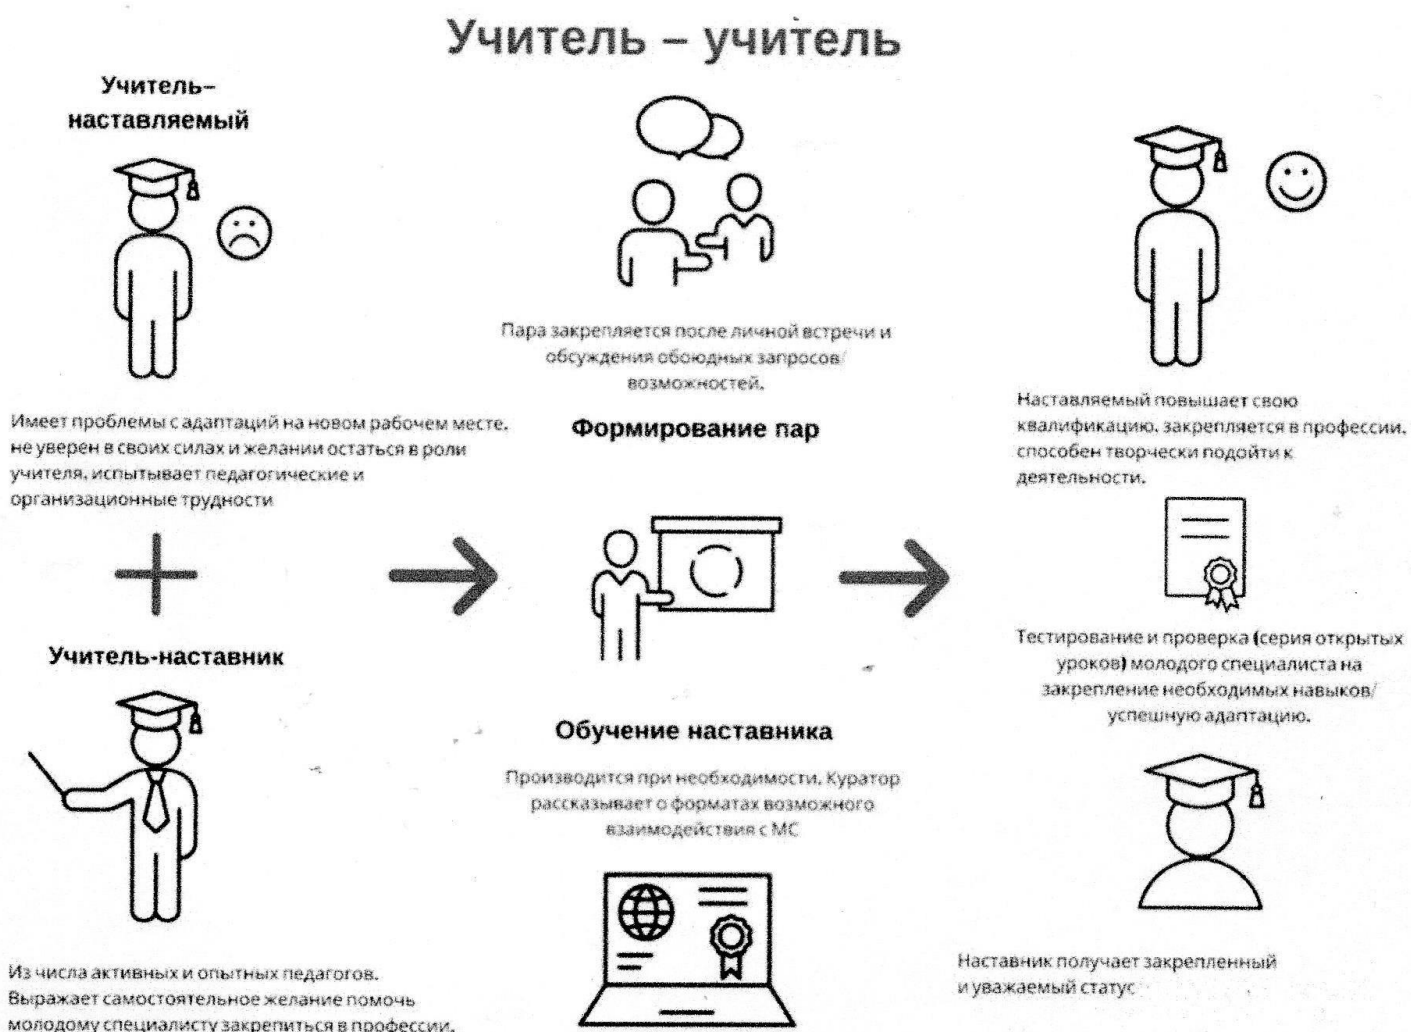 Учитель – учитель
Учитель–
наставляемый
Имеет проблемы с адаптаций на новом рабочем месте.
не уверен в своих силах и желании остаться в роли
учителя, испытывает педагогические и
организационные трудности
Учитель-наставник
Из числа активных и опытных педагогов.
Выражает самостоятельное желание помочь
молодому специалисту закрепиться в профессии.
Пара закрепляется после личной встречи и
обсуждения обоюдных запросов/
возможностей.
Формирование пар
Обучение наставника
Производится при необходимости. Куратор
рассказывает о форматах возможного
взаимодействия с МС
Наставляемый повышает свою
квалификацию, закрепляется в профессии.
способен творчески подойти к
деятельности.
Тестирование и проверка (серия открытых
уроков) молодого специалиста на
закрепление необходимых навыков/
успешную адаптацию.
Наставник получает закрепленный
и уважаемый статус